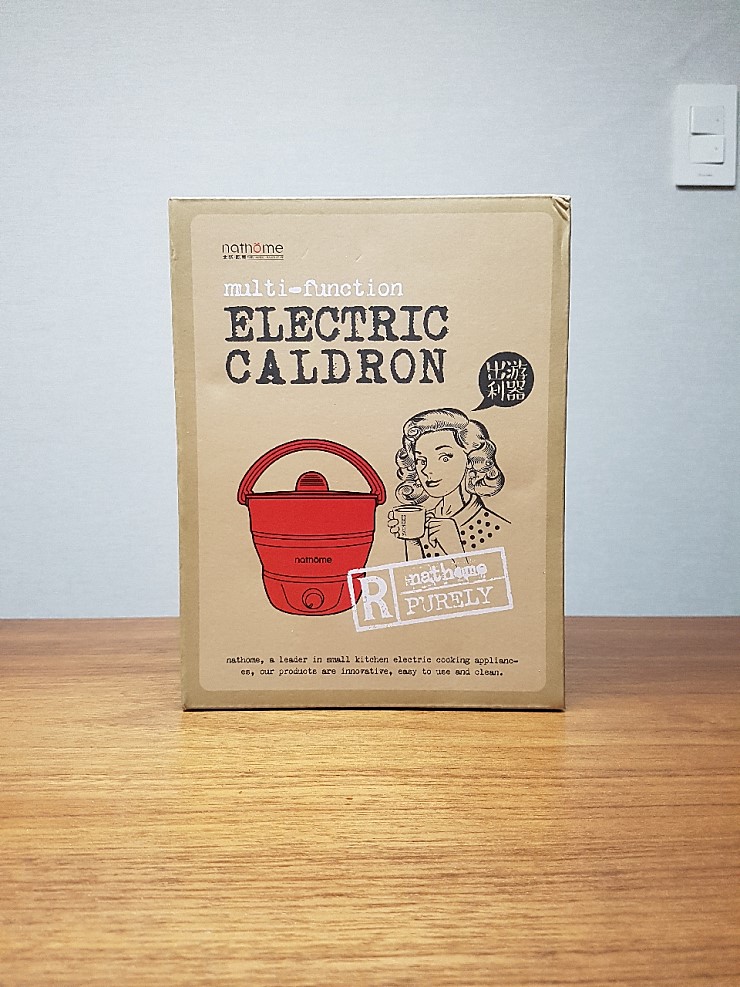 nathome
multi-function
ELECTRIC
CALDRON
出游
利器
nathome
R
nathome
PURELY
nathome, a leader in small kitchen electric cooking applianc-
es, our products are innovative, easy to use and clean.